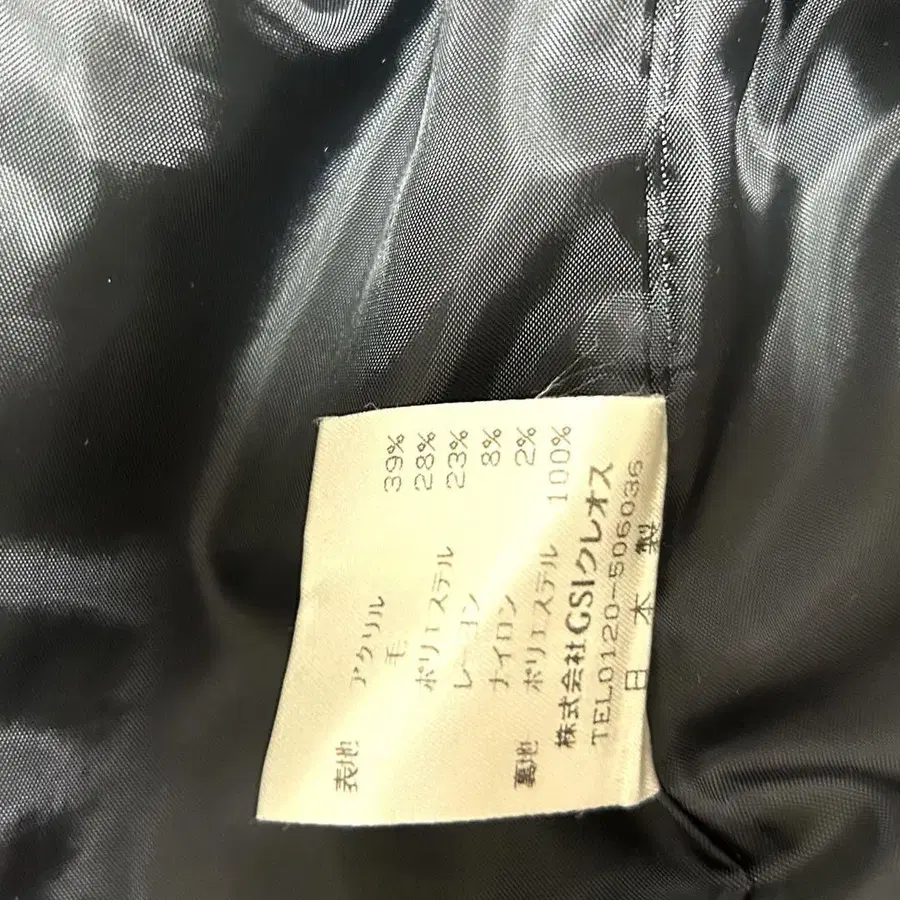 表地 アクリル 39%
毛 28%
ポリエステル 23%
レーヨン 8%
ナイロン 2%
裏地 ポリエステル 100%
株式会社GSIクレオス
TEL0120-506036
日本製